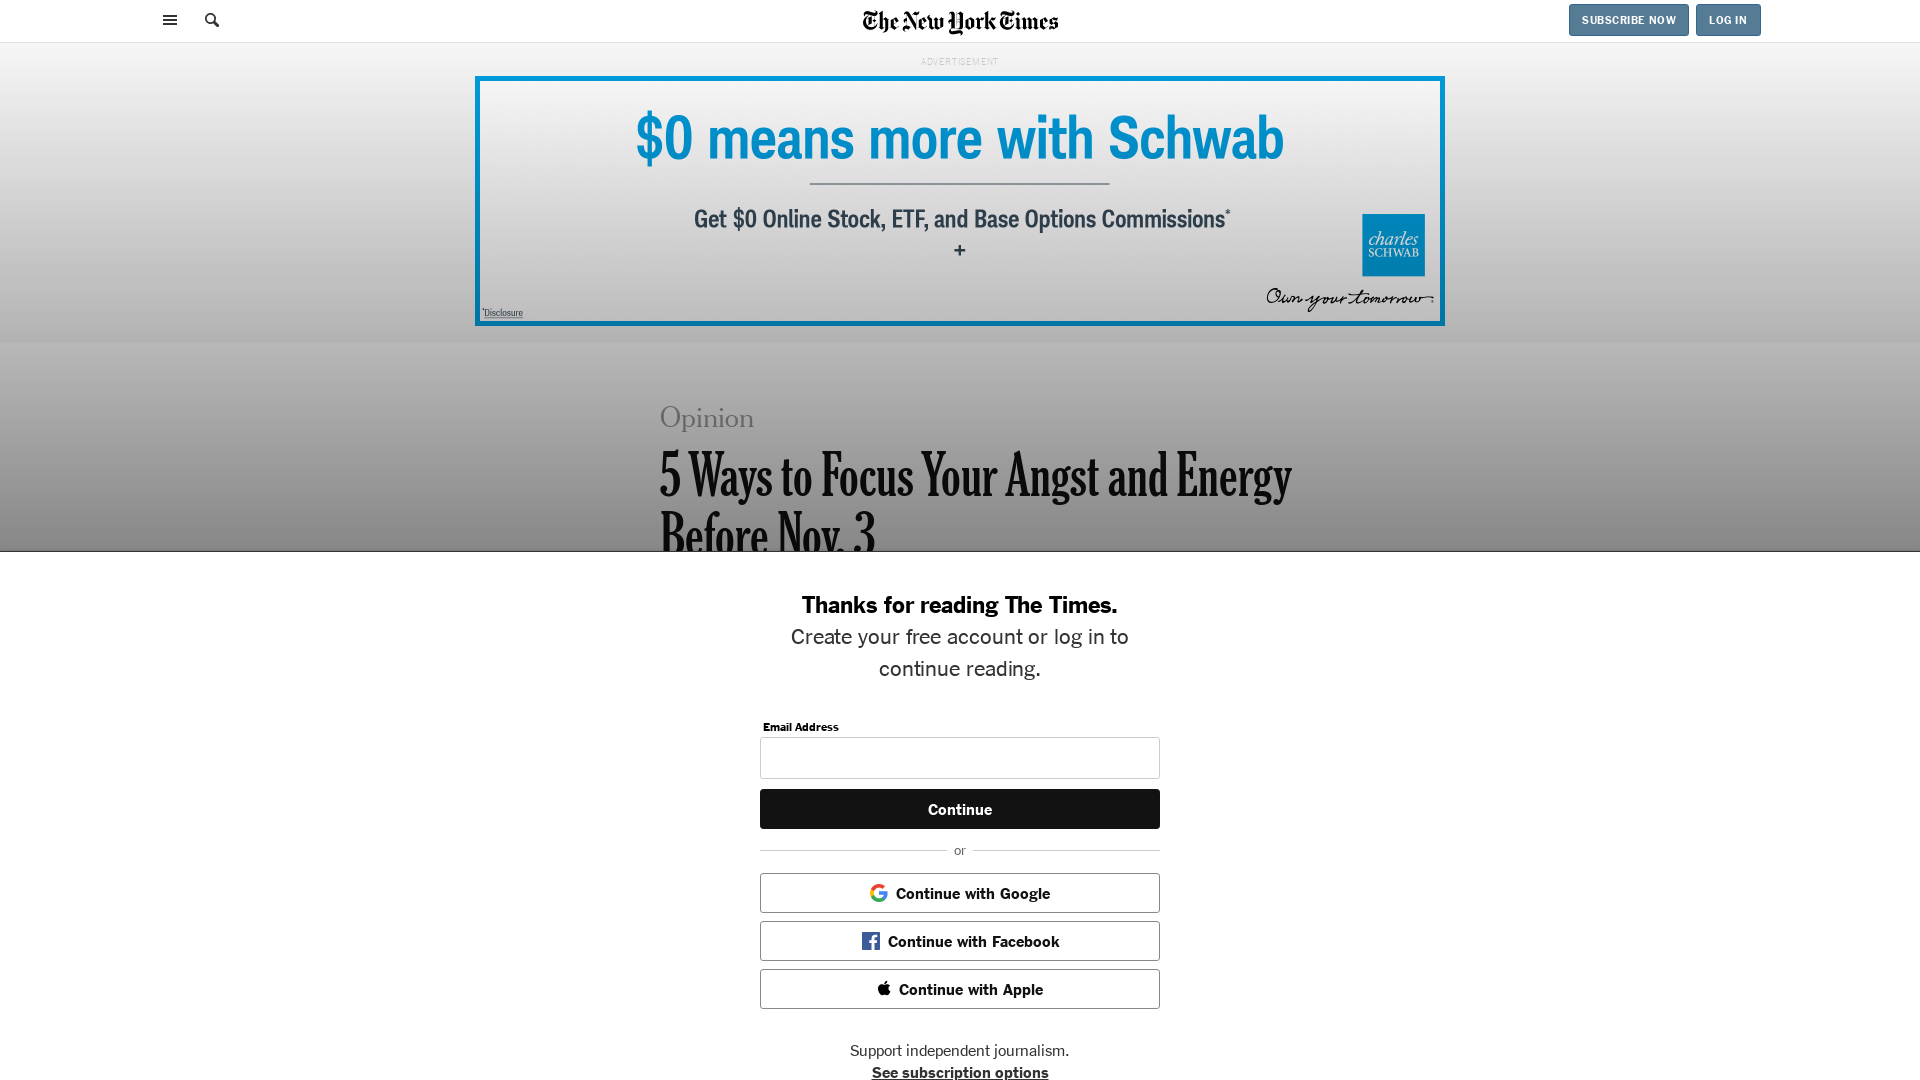 The New York Times
SUBSCRIBE NOW
LOG IN
ADVERTISEMENT
$0 means more with Schwab
Get $0 Online Stock, ETF, and Base Options Commissions*
+
charles
SCHWAB
Own your tomorrow
*Disclosure
Opinion
5 Ways to Focus Your Angst and Energy
Before Nov. 3
Thanks for reading The Times.
Create your free account or log in to
continue reading.
Email Address
Continue
or
Continue with Google
Continue with Facebook
Continue with Apple
Support independent journalism.
See subscription options